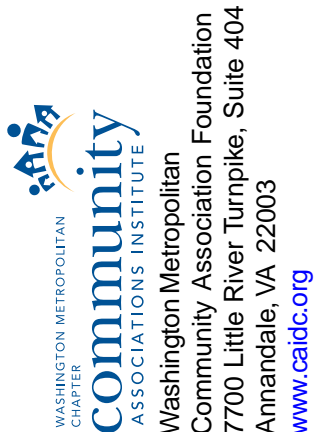 WASHINGTON METROPOLITAN
CHAPTER
community
ASSOCIATIONS INSTITUTE
Washington Metropolitan
Community Association Foundation
7700 Little River Turnpike, Suite 404
Annandale, VA 22003
www.caidc.org